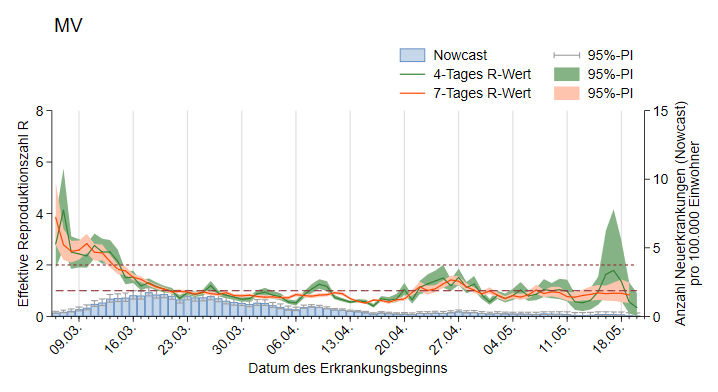 MV
Nowcast
95%-PI
4-Tages R-Wert
95%-PI
7-Tages R-Wert
95%-PI
Effektive Reproduktionszahl R
8
6
4
2
0
15
10
5
0
Anzahl Neuerkrankungen (Nowcast)
pro 100.000 Einwohner
09.03.
16.03.
23.03.
30.03.
06.04.
13.04.
20.04.
27.04.
04.05.
11.05.
18.05.
Datum des Erkrankungsbeginns